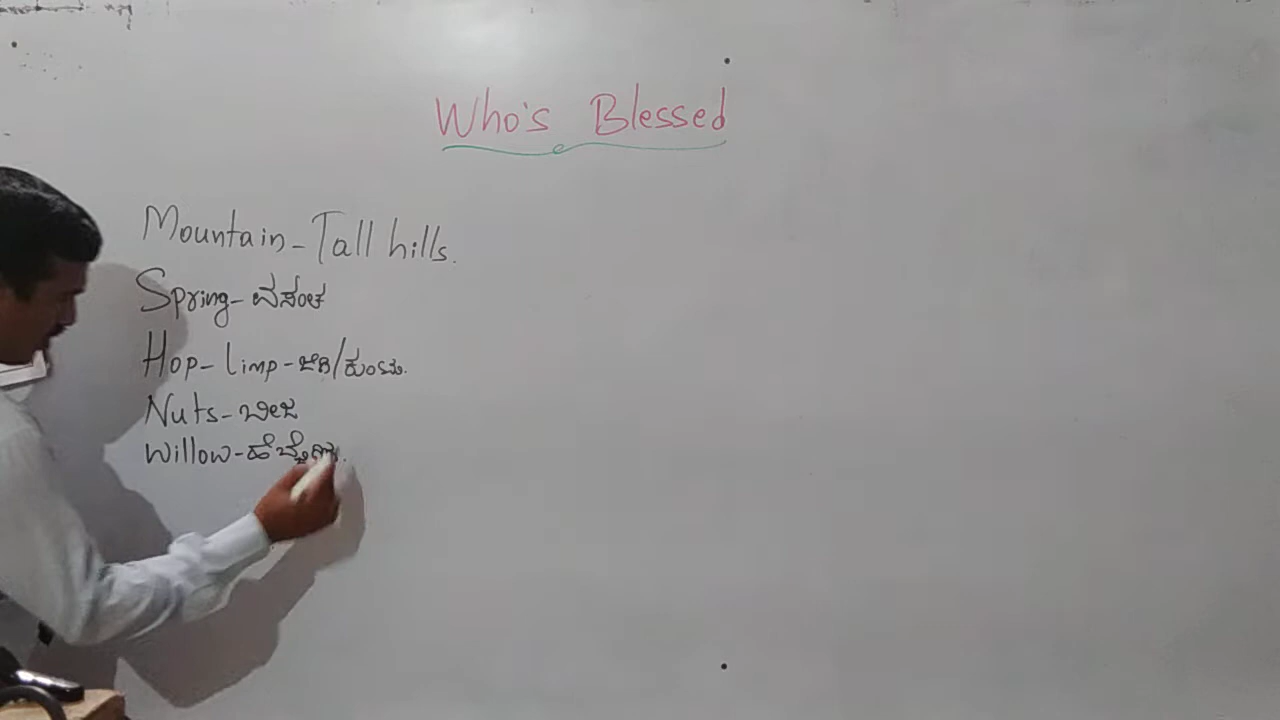 Who's Blessed
Mountain - Tall hills.
Spring - ವಸಂತ
Hop - limp - ಜಿಗಿ/ಕುಂಟು.
Nuts - ಬೀಜ
Willow -